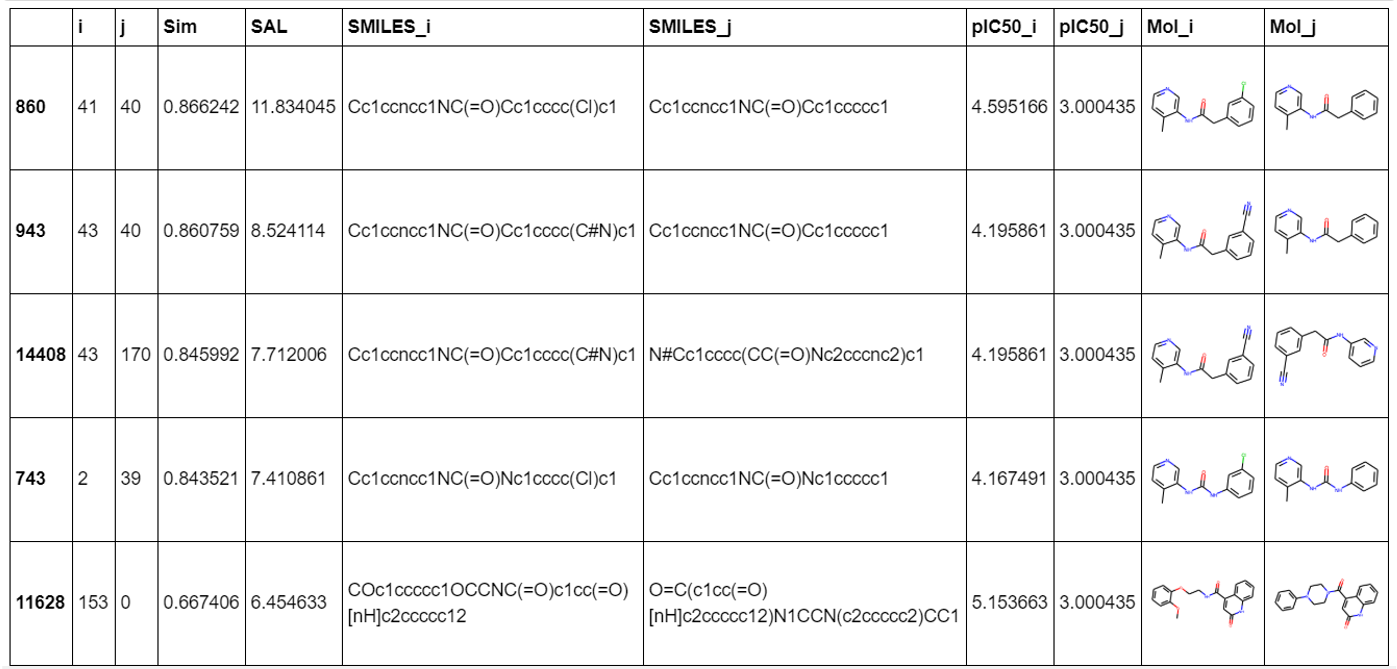 i j Sim SAL SMILES_i SMILES_j pIC50_i pIC50_j Mol_i Mol_j
860 41 40 0.866242 11.834045 Cc1ccncc1NC(=O)Cc1cccc(Cl)c1 Cc1ccncc1NC(=O)Cc1ccccc1 4.595166 3.000435
943 43 40 0.860759 8.524114 Cc1ccncc1NC(=O)Cc1cccc(C#N)c1 Cc1ccncc1NC(=O)Cc1ccccc1 4.195861 3.000435
14408 43 170 0.845992 7.712006 Cc1ccncc1NC(=O)Cc1cccc(C#N)c1 N#Cc1cccc(CC(=O)Nc2cccnc2)c1 4.195861 3.000435
743 2 39 0.843521 7.410861 Cc1ccncc1NC(=O)Nc1cccc(Cl)c1 Cc1ccncc1NC(=O)Nc1ccccc1 4.167491 3.000435
11628 153 0 0.667406 6.454633 COc1ccccc1OCCNC(=O)c1cc(=O)
[nH]c2ccccc12 O=C(c1cc(=O)
[nH]c2ccccc12)N1CCN(c2ccccc2)CC1 5.153663 3.000435